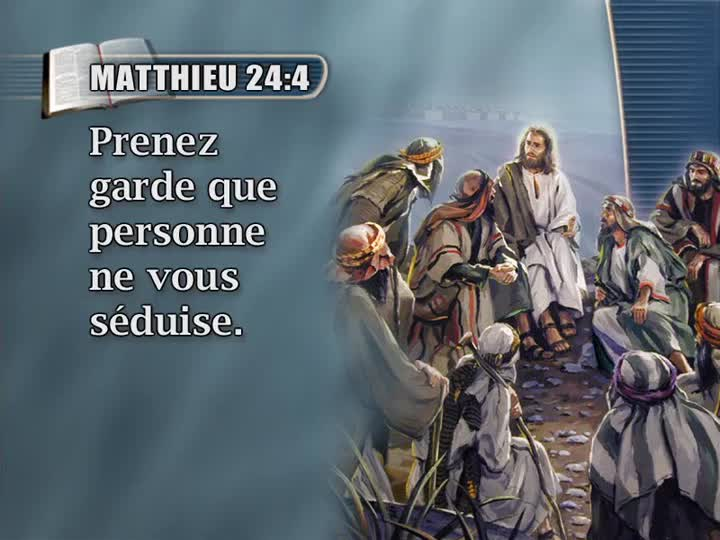 MATTHIEU 24:4
Prenez
garde que
personne
ne vous
séduise.